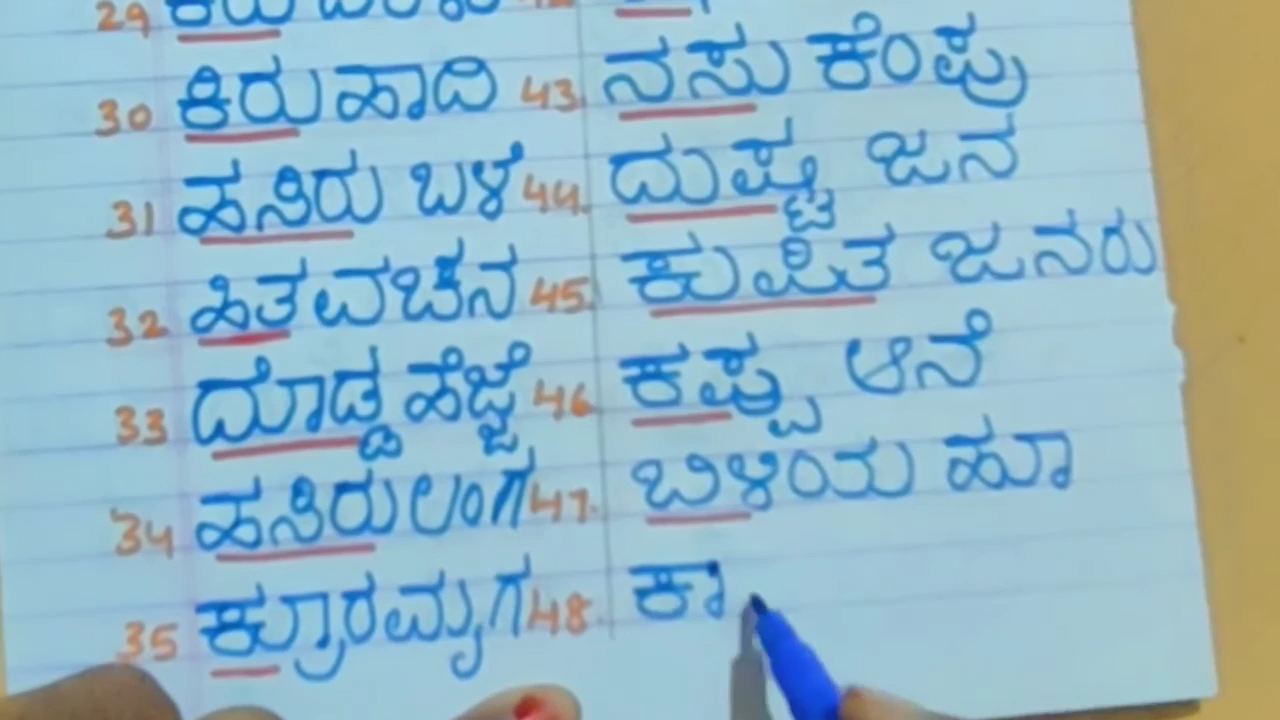 29
30 ಕಿರುಹಾದಿ 43. ನಸು ಕೆಂಪು
31 ಹಸಿರು ಬಳೆ 44. ದುಷ್ಟ ಜನ
32 ಹಿತವಚನ 45. ಕುಪಿತ ಜನರು
33 ದೊಡ್ಡ ಹೆಜ್ಜೆ 46. ಕಪ್ಪು ಆನೆ
34 ಹಸಿರು ಲಂಗ 47. ಬಿಳಿಯ ಹೂ
35 ಕ್ರೂರಮೃಗ 48. ಕಾ